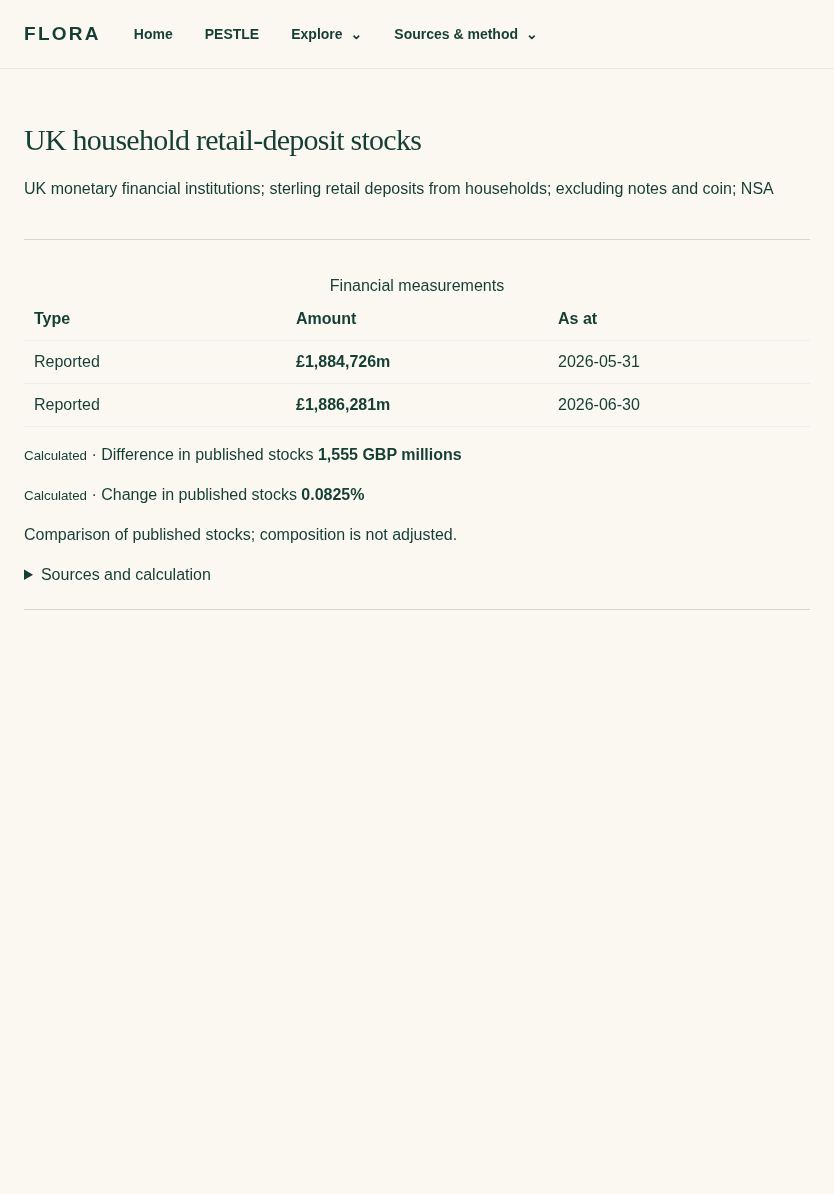 FLORA Home PESTLE Explore Sources & method
UK household retail-deposit stocks
UK monetary financial institutions; sterling retail deposits from households; excluding notes and coin; NSA
Financial measurements
Type Amount As at
Reported £1,884,726m 2026-05-31
Reported £1,886,281m 2026-06-30
Calculated · Difference in published stocks 1,555 GBP millions
Calculated · Change in published stocks 0.0825%
Comparison of published stocks; composition is not adjusted.
Sources and calculation